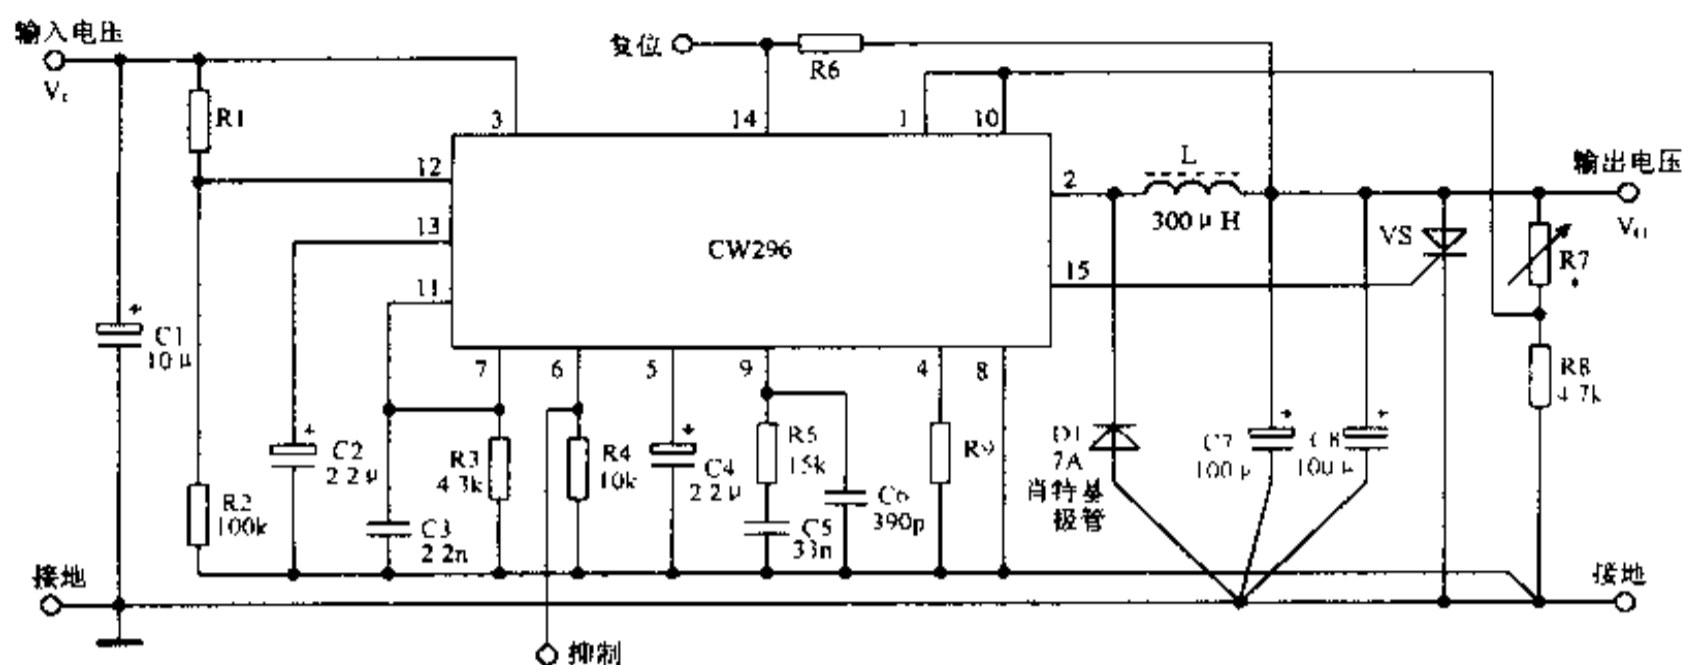 输入电压
复位
R6
R1
3
14
1
10
12
2
L
输出电压
13
300μH
VS
CW296
R7
*
11
15
C1
10μ
7
6
5
9
4
8
R8
4.7k
C2
2.2μ
R3
4.3k
R4
10k
C4
2.2μ
R5
15k
R9
D1
7A
肖特基
极管
C7
100μ
C8
100μ
R2
100k
C3
2.2n
C5
33n
C6
390p
接地
接地
抑制